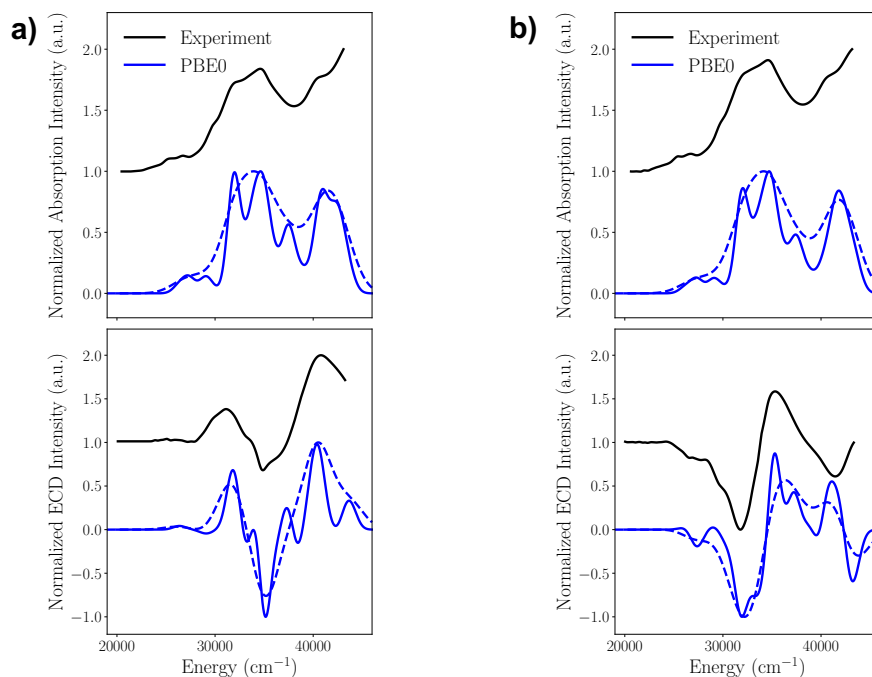 a)
Normalized Absorption Intensity (a.u.)
2.0
1.5
1.0
0.5
0.0
Experiment
PBE0
Normalized ECD Intensity (a.u.)
2.0
1.5
1.0
0.5
0.0
−0.5
−1.0
20000 30000 40000
Energy (cm⁻¹)
b)
Normalized Absorption Intensity (a.u.)
2.0
1.5
1.0
0.5
0.0
Experiment
PBE0
Normalized ECD Intensity (a.u.)
2.0
1.5
1.0
0.5
0.0
−0.5
−1.0
20000 30000 40000
Energy (cm⁻¹)